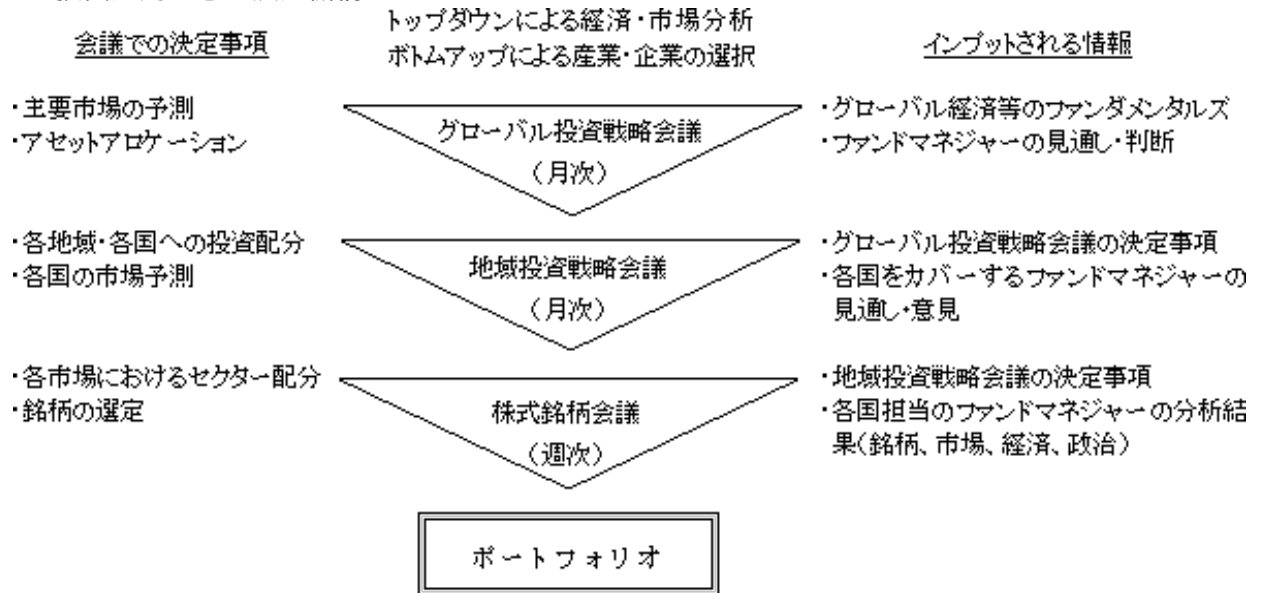 トップダウンによる経済・市場分析
会議での決定事項
ボトムアップによる産業・企業の選択
インプットされる情報
・主要市場の予測
・アセットアロケーション
グローバル投資戦略会議
(月次)
・グローバル経済等のファンダメンタルズ
・ファンドマネジャーの見通し・判断
・各地域・各国への投資配分
・各国の市場予測
地域投資戦略会議
(月次)
・グローバル投資戦略会議の決定事項
・各国をカバーするファンドマネジャーの
見通し・意見
・各市場におけるセクター配分
・銘柄の選定
株式銘柄会議
(週次)
・地域投資戦略会議の決定事項
・各国担当のファンドマネジャーの分析結
果(銘柄、市場、経済、政治)
ポートフォリオ